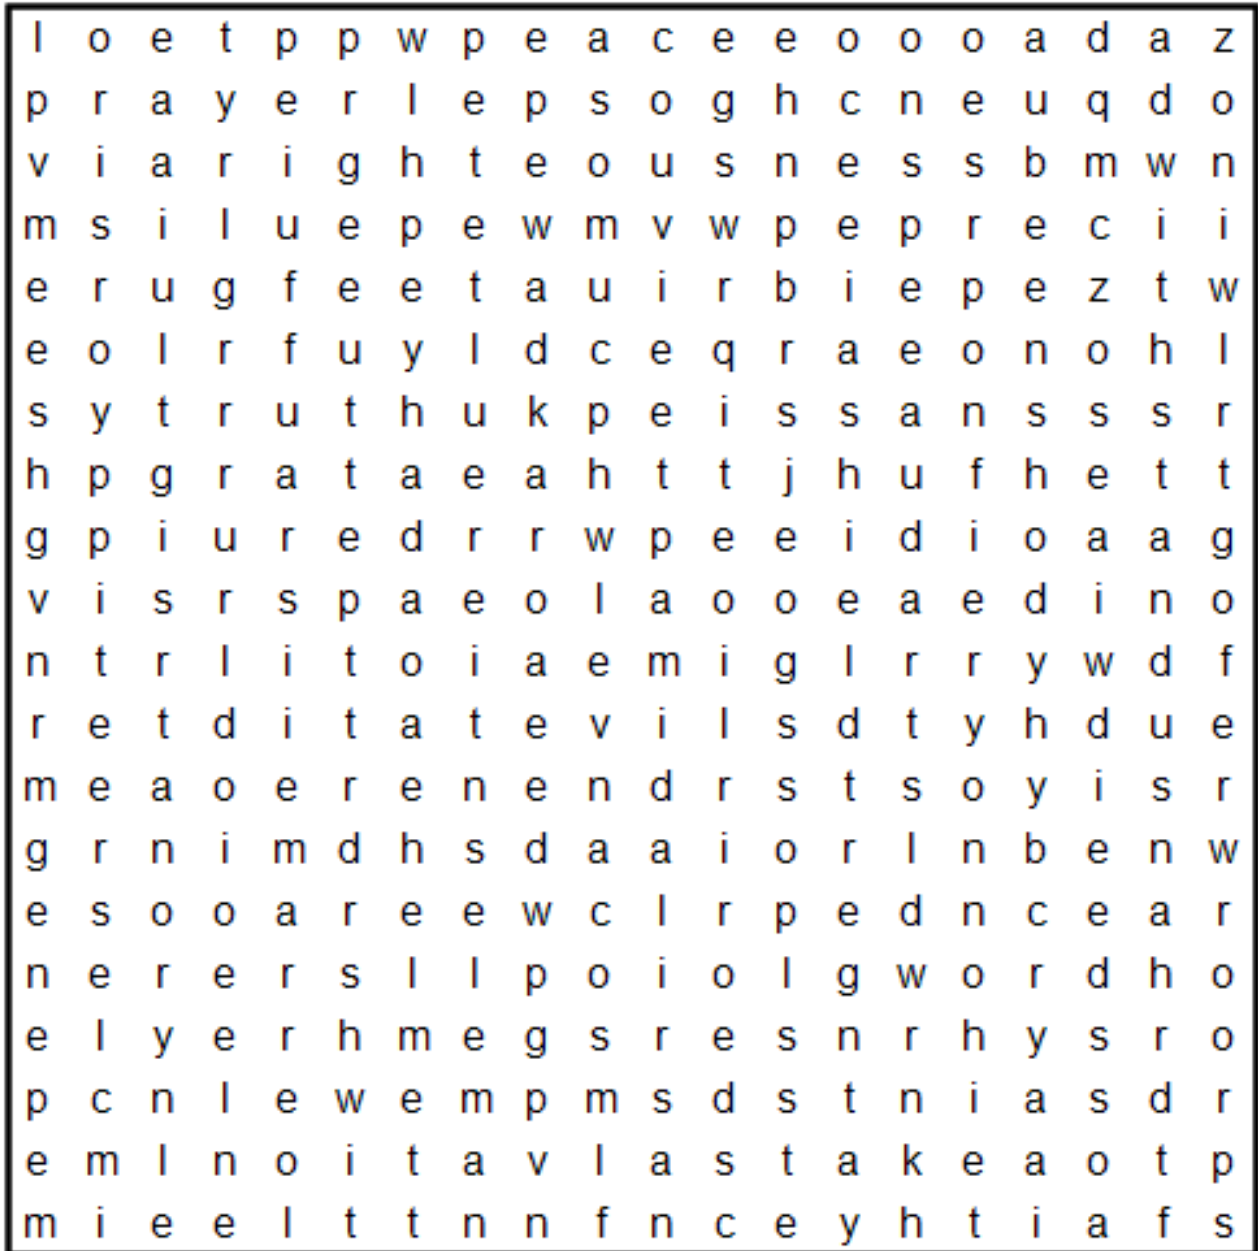 l o e t p p w p e a c e e o o o a d a z
p r a y e r l e p s o g h c n e u q d o
v i a r i g h t e o u s n e s s b m w n
m s i l u e p e w m v w p e p r e c i i
e r u g f e e t a u i r b i e p e z t w
e o l r f u y l d c e q r a e o n o h l
s y t r u t h u k p e i s s a n s s s r
h p g r a t a e a h t t j h u f h e t t
g p i u r e d r r w p e e i d i o a a g
v i s r s p a e o l a o o e a e d i n o
n t r l i t o i a e m i g l r r y w d f
r e t d i t a t e v i l s d t y h d u e
m e a o e r e n e n d r s t s o y i s r
g r n i m d h s d a a i o r l n b e n w
e s o o a r e e w c l r p e d n c e a r
n e r e r s l l p o i o l g w o r d h o
e l y e r h m e g s r e s n r h y s r o
p c n l e w e m p m s d s t n i a s d r
e m l n o i t a v l a s t a k e a o t p
m i e e l t t n n f n c e y h t i a f s